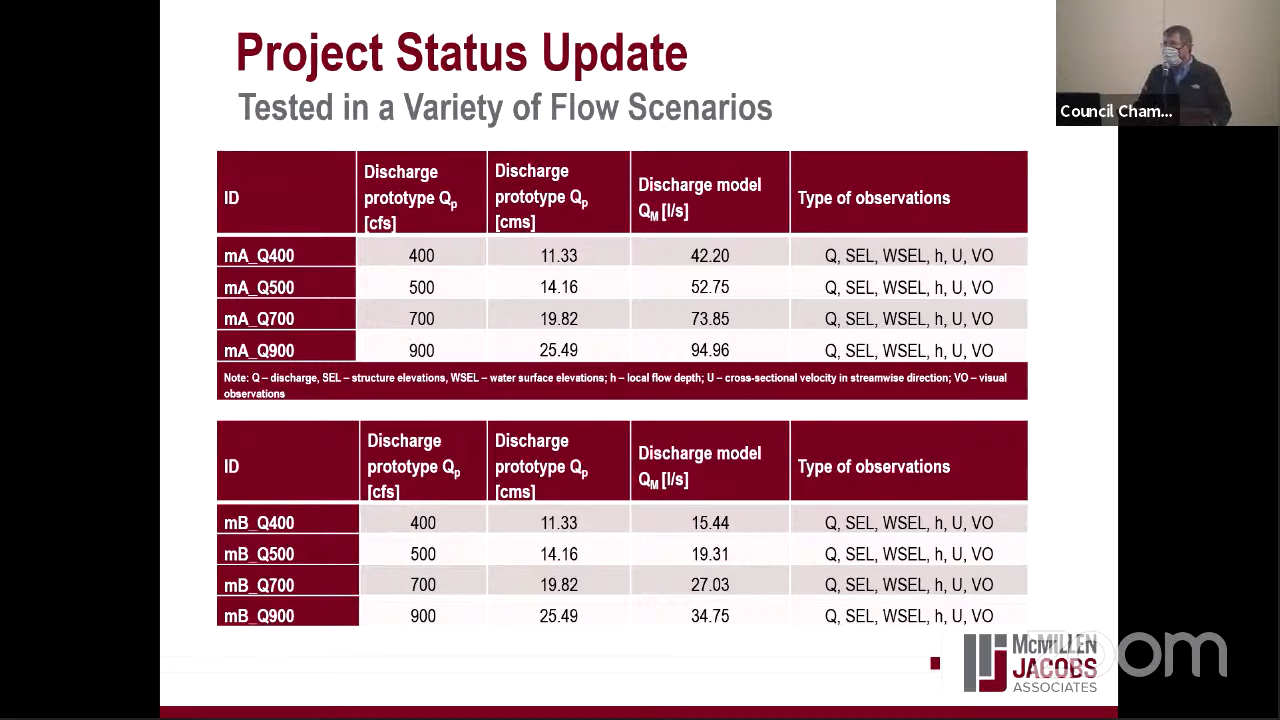 Project Status Update
Tested in a Variety of Flow Scenarios
Council Cham...
ID
Discharge
prototype Qp
[cfs]
Discharge
prototype Qp
[cms]
Discharge model
QM [l/s]
Type of observations
mA_Q400 400 11.33 42.20 Q, SEL, WSEL, h, U, VO
mA_Q500 500 14.16 52.75 Q, SEL, WSEL, h, U, VO
mA_Q700 700 19.82 73.85 Q, SEL, WSEL, h, U, VO
mA_Q900 900 25.49 94.96 Q, SEL, WSEL, h, U, VO
Note: Q – discharge, SEL – structure elevations, WSEL – water surface elevations; h – local flow depth; U – cross-sectional velocity in streamwise direction; VO – visual
observations
ID
Discharge
prototype Qp
[cfs]
Discharge
prototype Qp
[cms]
Discharge model
QM [l/s]
Type of observations
mB_Q400 400 11.33 15.44 Q, SEL, WSEL, h, U, VO
mB_Q500 500 14.16 19.31 Q, SEL, WSEL, h, U, VO
mB_Q700 700 19.82 27.03 Q, SEL, WSEL, h, U, VO
mB_Q900 900 25.49 34.75 Q, SEL, WSEL, h, U, VO
McMILLEN
JACOBS
ASSOCIATES
zoom